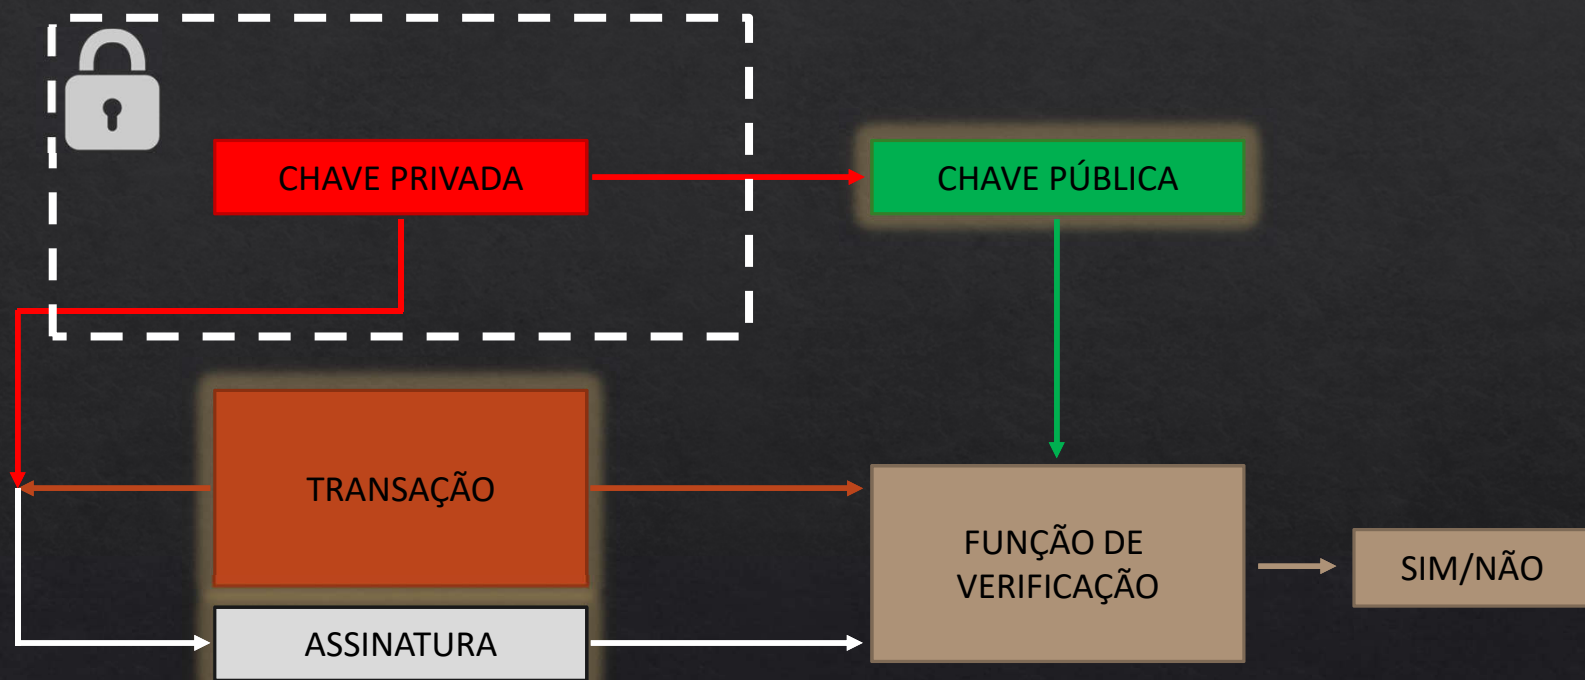 CHAVE PRIVADA
CHAVE PÚBLICA
TRANSAÇÃO
FUNÇÃO DE
VERIFICAÇÃO
SIM/NÃO
ASSINATURA